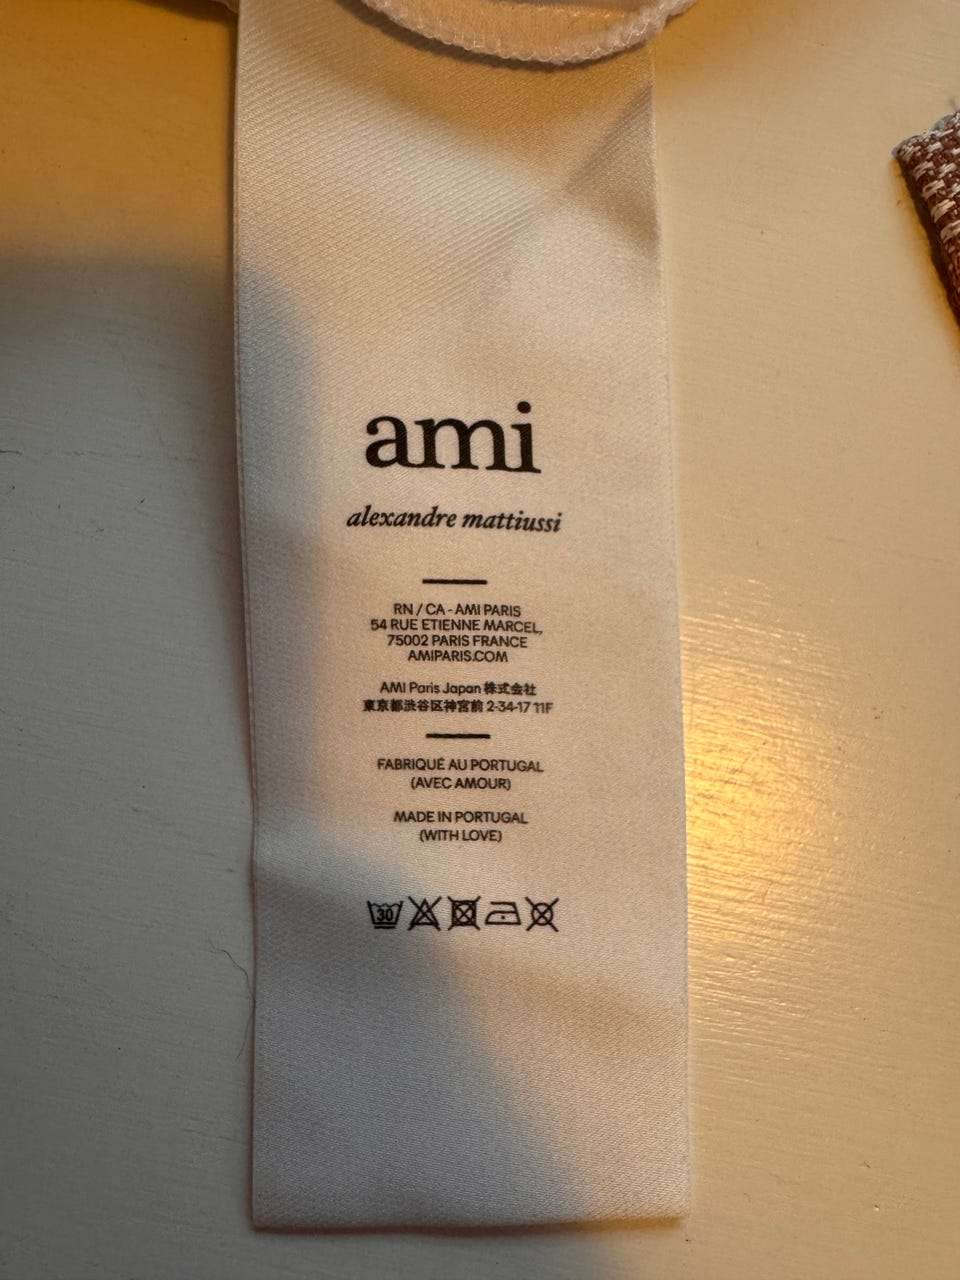 ami
alexandre mattiussi
RN / CA - AMI PARIS
54 RUE ETIENNE MARCEL,
75002 PARIS FRANCE
AMIPARIS.COM
AMI Paris Japan 株式会社
東京都渋谷区神宮前 2-34-17 11F
FABRIQUÉ AU PORTUGAL
(AVEC AMOUR)
MADE IN PORTUGAL
(WITH LOVE)
30